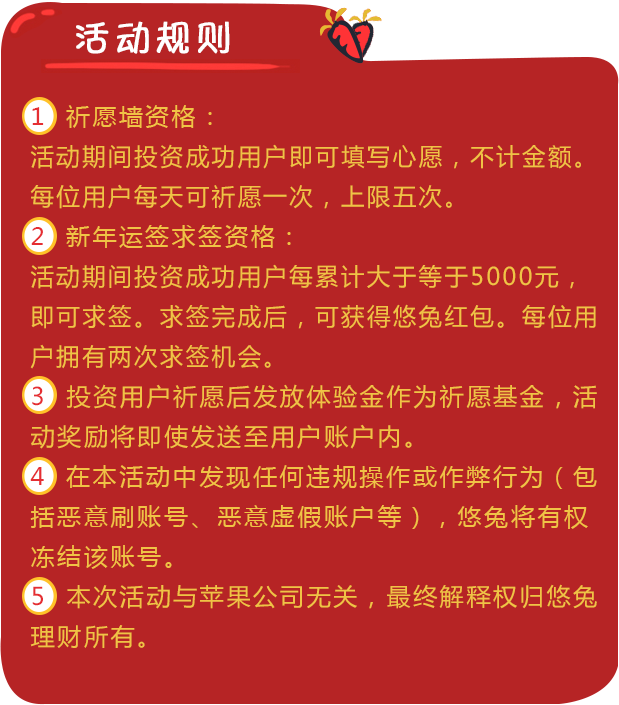 活动规则
1 祈愿墙资格：
活动期间投资成功用户即可填写心愿，不计金额。
每位用户每天可祈愿一次，上限五次。
2 新年运签求签资格：
活动期间投资成功用户每累计大于等于5000元，
即可求签。求签完成后，可获得悠兔红包。每位用
户拥有两次求签机会。
3 投资用户祈愿后发放体验金作为祈愿基金，活
动奖励将即使发送至用户账户内。
4 在本活动中发现任何违规操作或作弊行为（包
括恶意刷账号、恶意虚假账户等），悠兔将有权
冻结该账号。
5 本次活动与苹果公司无关，最终解释权归悠兔
理财所有。